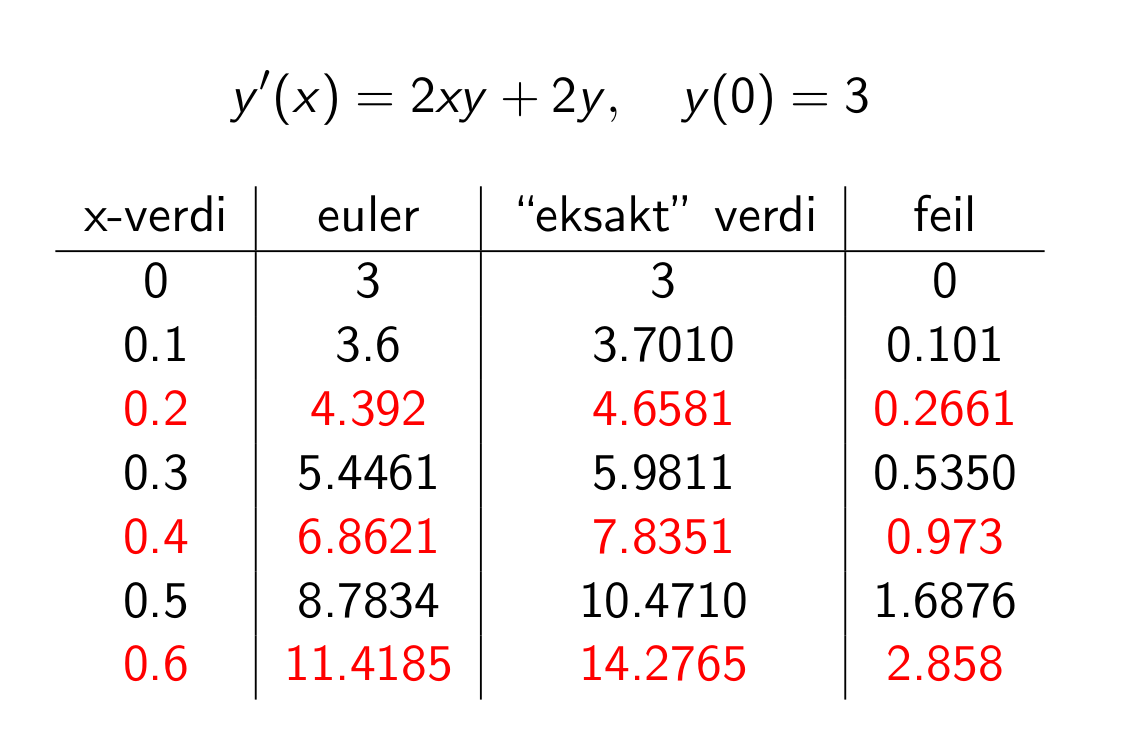 y′(x) = 2xy + 2y, y(0) = 3
x-verdi euler “eksakt” verdi feil
0 3 3 0
0.1 3.6 3.7010 0.101
0.2 4.392 4.6581 0.2661
0.3 5.4461 5.9811 0.5350
0.4 6.8621 7.8351 0.973
0.5 8.7834 10.4710 1.6876
0.6 11.4185 14.2765 2.858